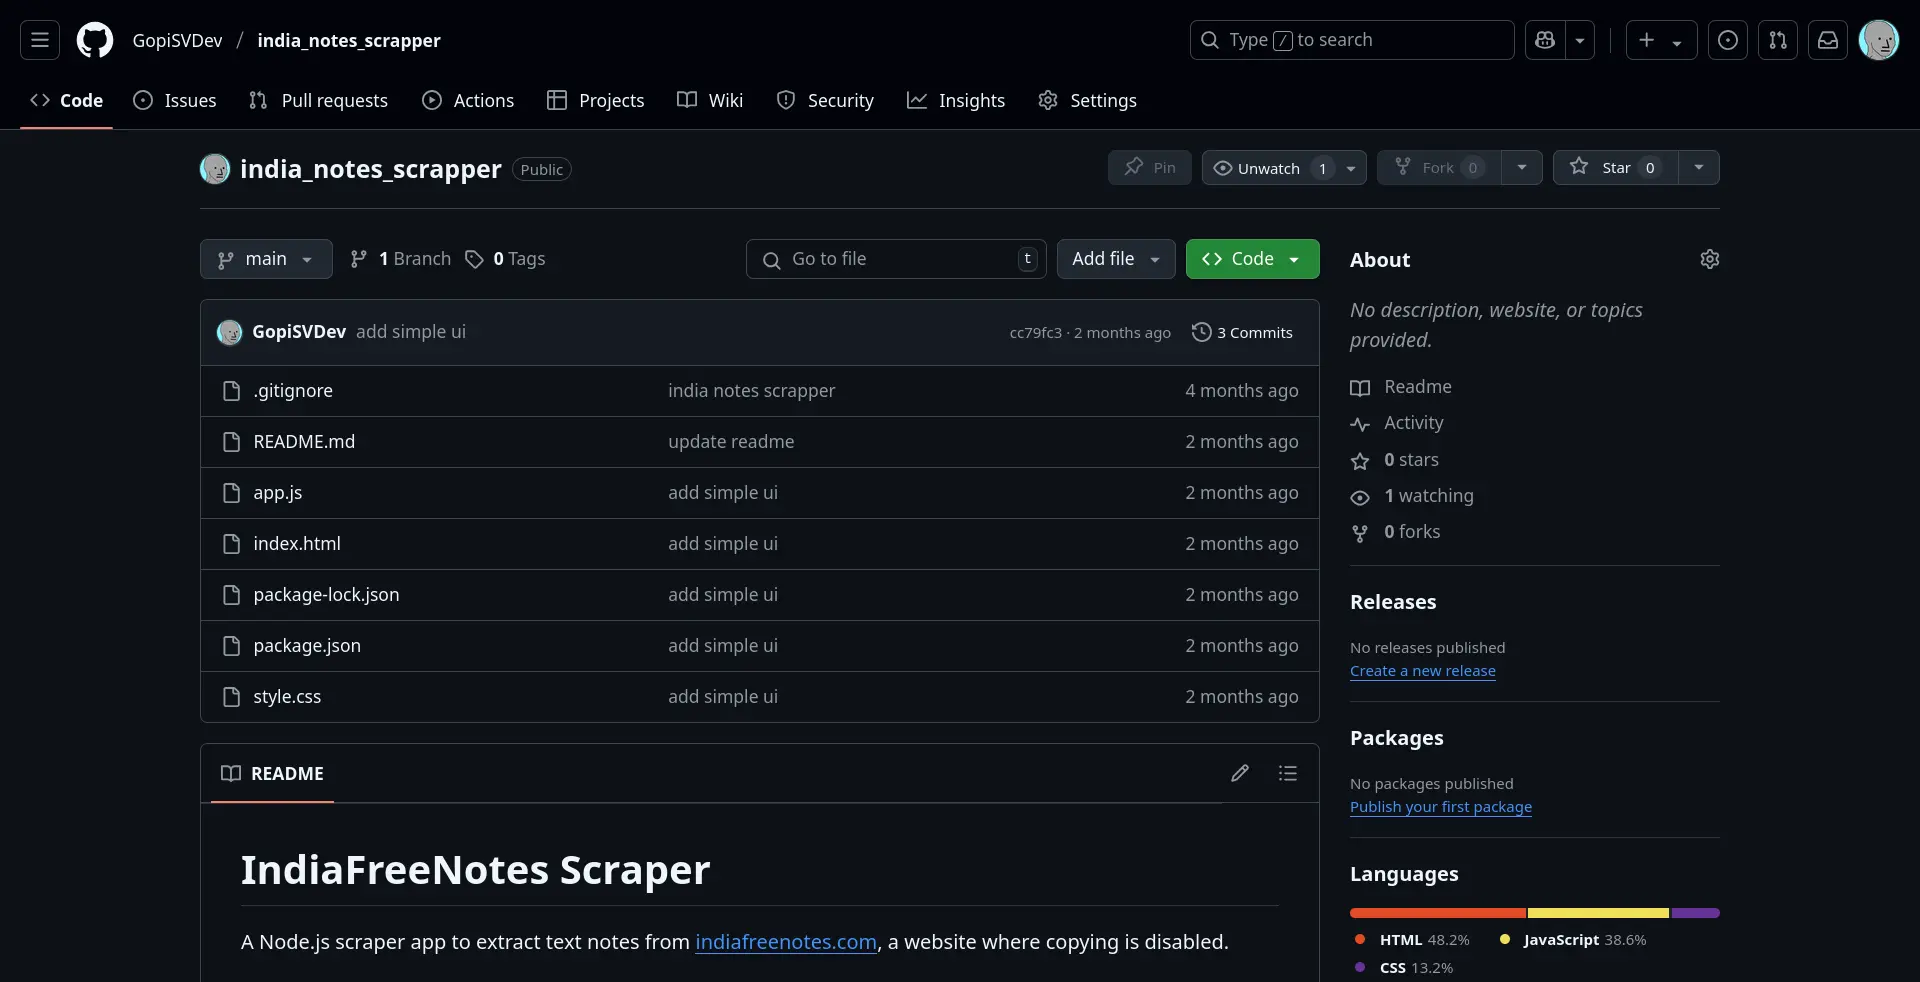 GopiSVDev / india_notes_scrapper
Type / to search
Code Issues Pull requests Actions Projects Wiki Security Insights Settings
india_notes_scrapper Public
Pin Unwatch 1 Fork 0 Star 0
main 1 Branch 0 Tags
Go to file t Add file Code
GopiSVDev add simple ui cc79fc3 · 2 months ago 3 Commits
.gitignore india notes scrapper 4 months ago
README.md update readme 2 months ago
app.js add simple ui 2 months ago
index.html add simple ui 2 months ago
package-lock.json add simple ui 2 months ago
package.json add simple ui 2 months ago
style.css add simple ui 2 months ago
README
IndiaFreeNotes Scraper
A Node.js scraper app to extract text notes from indiafreenotes.com, a website where copying is disabled.
About
No description, website, or topics
provided.
Readme
Activity
0 stars
1 watching
0 forks
Releases
No releases published
Create a new release
Packages
No packages published
Publish your first package
Languages
HTML 48.2% JavaScript 38.6%
CSS 13.2%